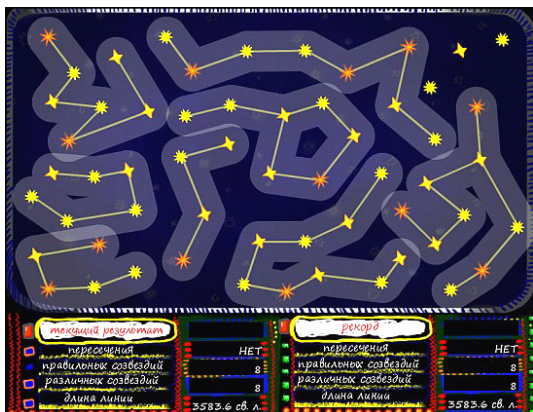 текущий результат
пересечения НЕТ
правильных созвездий 8
различных созвездий 8
длина линии 3583.6 св. л.
рекорд
пересечения НЕТ
правильных созвездий 8
различных созвездий 8
длина линии 3583.6 св. л.